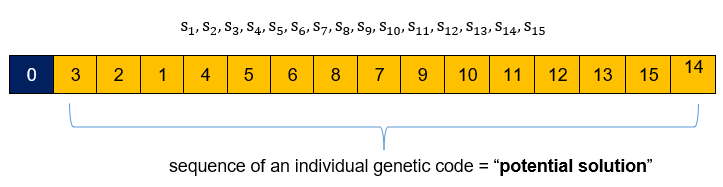 s₁, s₂, s₃, s₄, s₅, s₆, s₇, s₈, s₉, s₁₀, s₁₁, s₁₂, s₁₃, s₁₄, s₁₅
0 3 2 1 4 5 6 8 7 9 10 11 12 13 15 14
sequence of an individual genetic code = “potential solution”